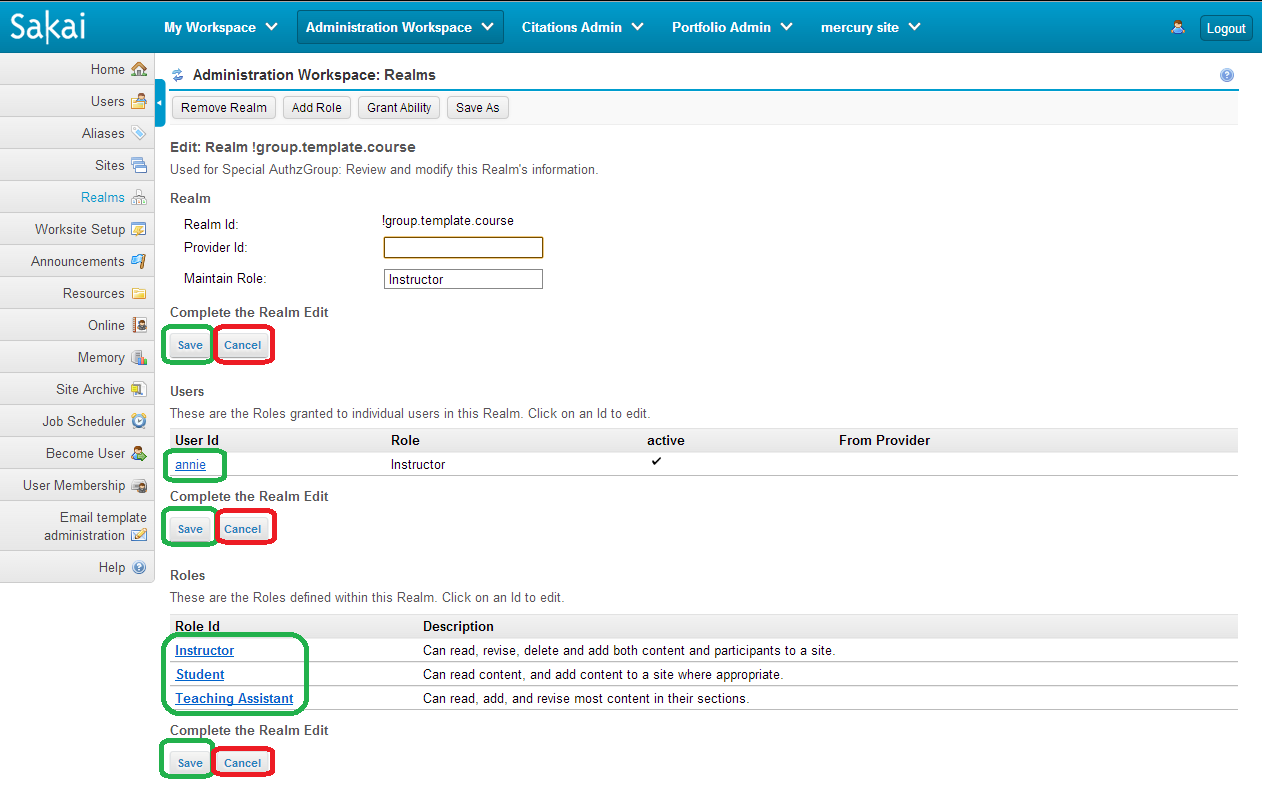 Sakai
My Workspace Administration Workspace Citations Admin Portfolio Admin mercury site Logout
Home
Users
Aliases
Sites
Realms
Worksite Setup
Announcements
Resources
Online
Memory
Site Archive
Job Scheduler
Become User
User Membership
Email template
administration
Help
Administration Workspace: Realms
Remove Realm Add Role Grant Ability Save As
Edit: Realm !group.template.course
Used for Special AuthzGroup: Review and modify this Realm's information.
Realm
Realm Id: !group.template.course
Provider Id:
Maintain Role: Instructor
Complete the Realm Edit
Save Cancel
Users
These are the Roles granted to individual users in this Realm. Click on an Id to edit.
User Id Role active From Provider
annie Instructor ✔
Complete the Realm Edit
Save Cancel
Roles
These are the Roles defined within this Realm. Click on an Id to edit.
Role Id Description
Instructor Can read, revise, delete and add both content and participants to a site.
Student Can read content, and add content to a site where appropriate.
Teaching Assistant Can read, add, and revise most content in their sections.
Complete the Realm Edit
Save Cancel